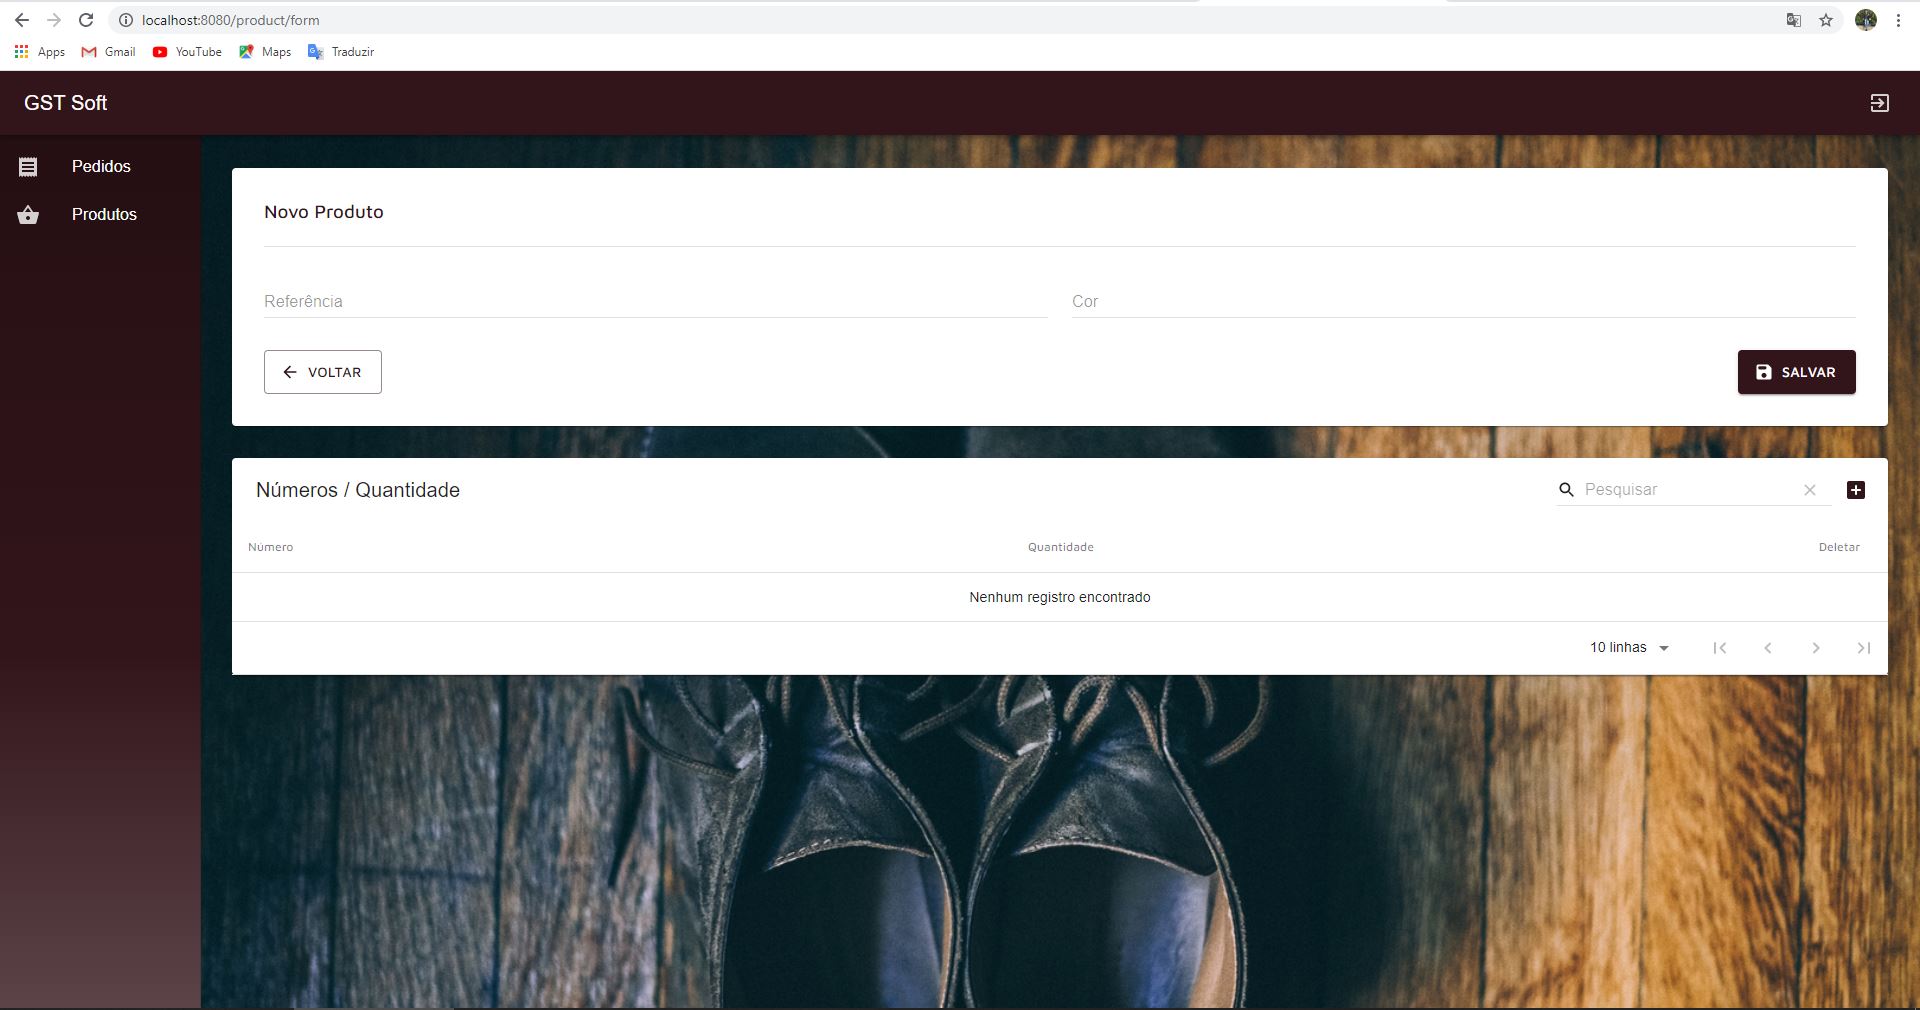 localhost:8080/product/form
Apps Gmail YouTube Maps Traduzir
GST Soft
Pedidos
Produtos
Novo Produto
Referência Cor
VOLTAR SALVAR
Números / Quantidade Pesquisar
Número Quantidade Deletar
Nenhum registro encontrado
10 linhas